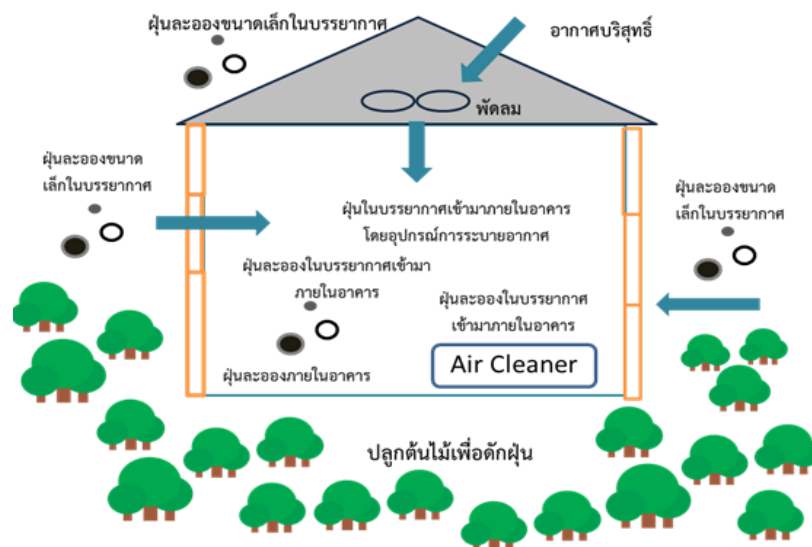 ฝุ่นละอองขนาดเล็กในบรรยากาศ
อากาศบริสุทธิ์
พัดลม
ฝุ่นละอองขนาด
เล็กในบรรยากาศ
ฝุ่นละอองขนาด
เล็กในบรรยากาศ
ฝุ่นในบรรยากาศเข้ามาภายในอาคาร
โดยอุปกรณ์การระบายอากาศ
ฝุ่นละอองในบรรยากาศเข้ามา
ภายในอาคาร
ฝุ่นละอองในบรรยากาศ
เข้ามาภายในอาคาร
Air Cleaner
ฝุ่นละอองภายในอาคาร
ปลูกต้นไม้เพื่อดักฝุ่น